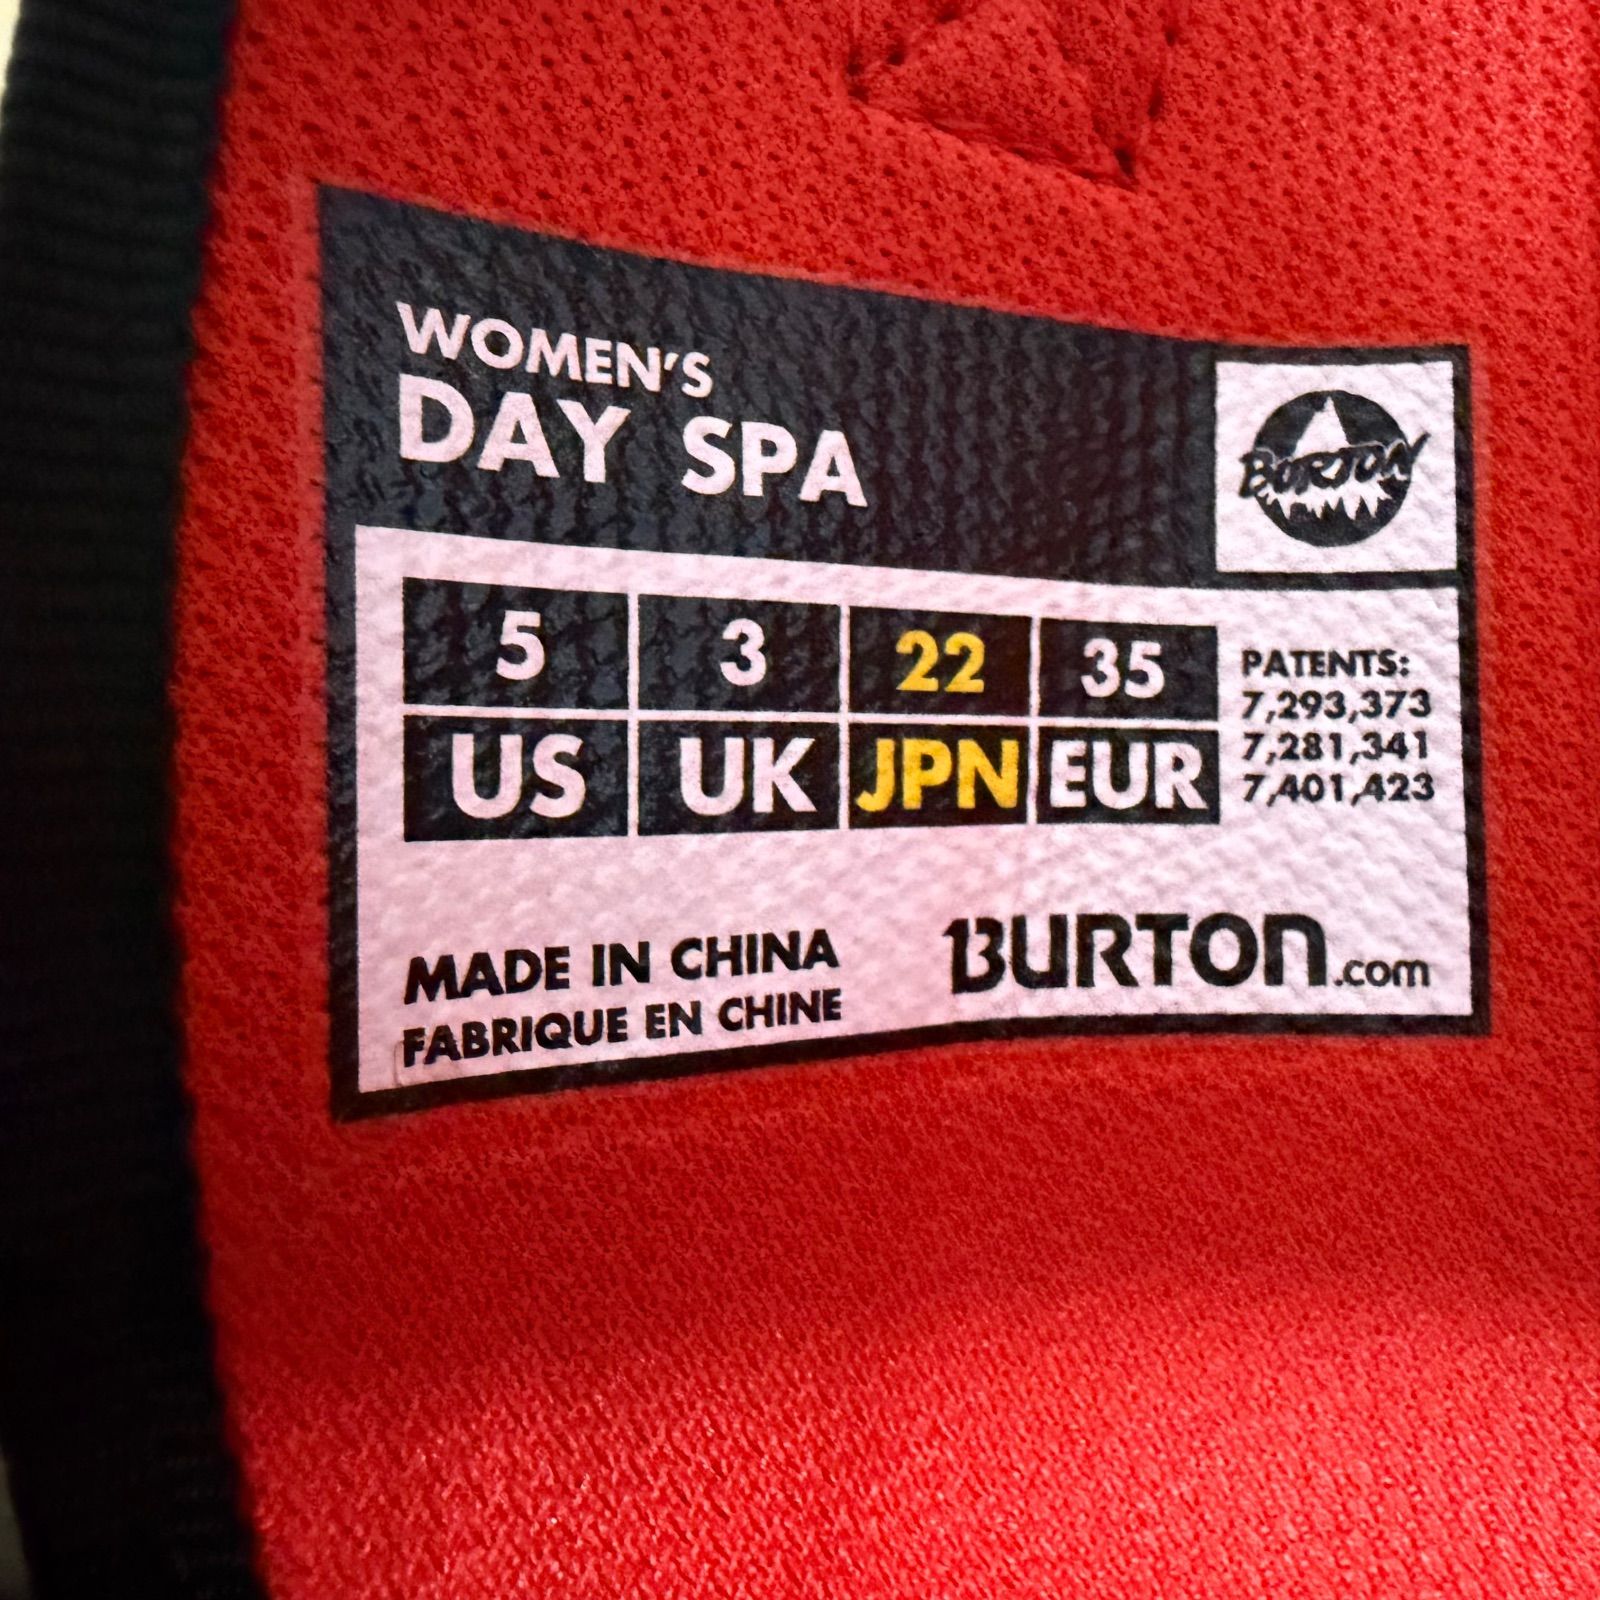 WOMEN'S
DAY SPA
BURTON
5 3 22 35
US UK JPN EUR
PATENTS:
7,293,373
7,281,341
7,401,423
MADE IN CHINA
FABRIQUE EN CHINE
BURTON.com